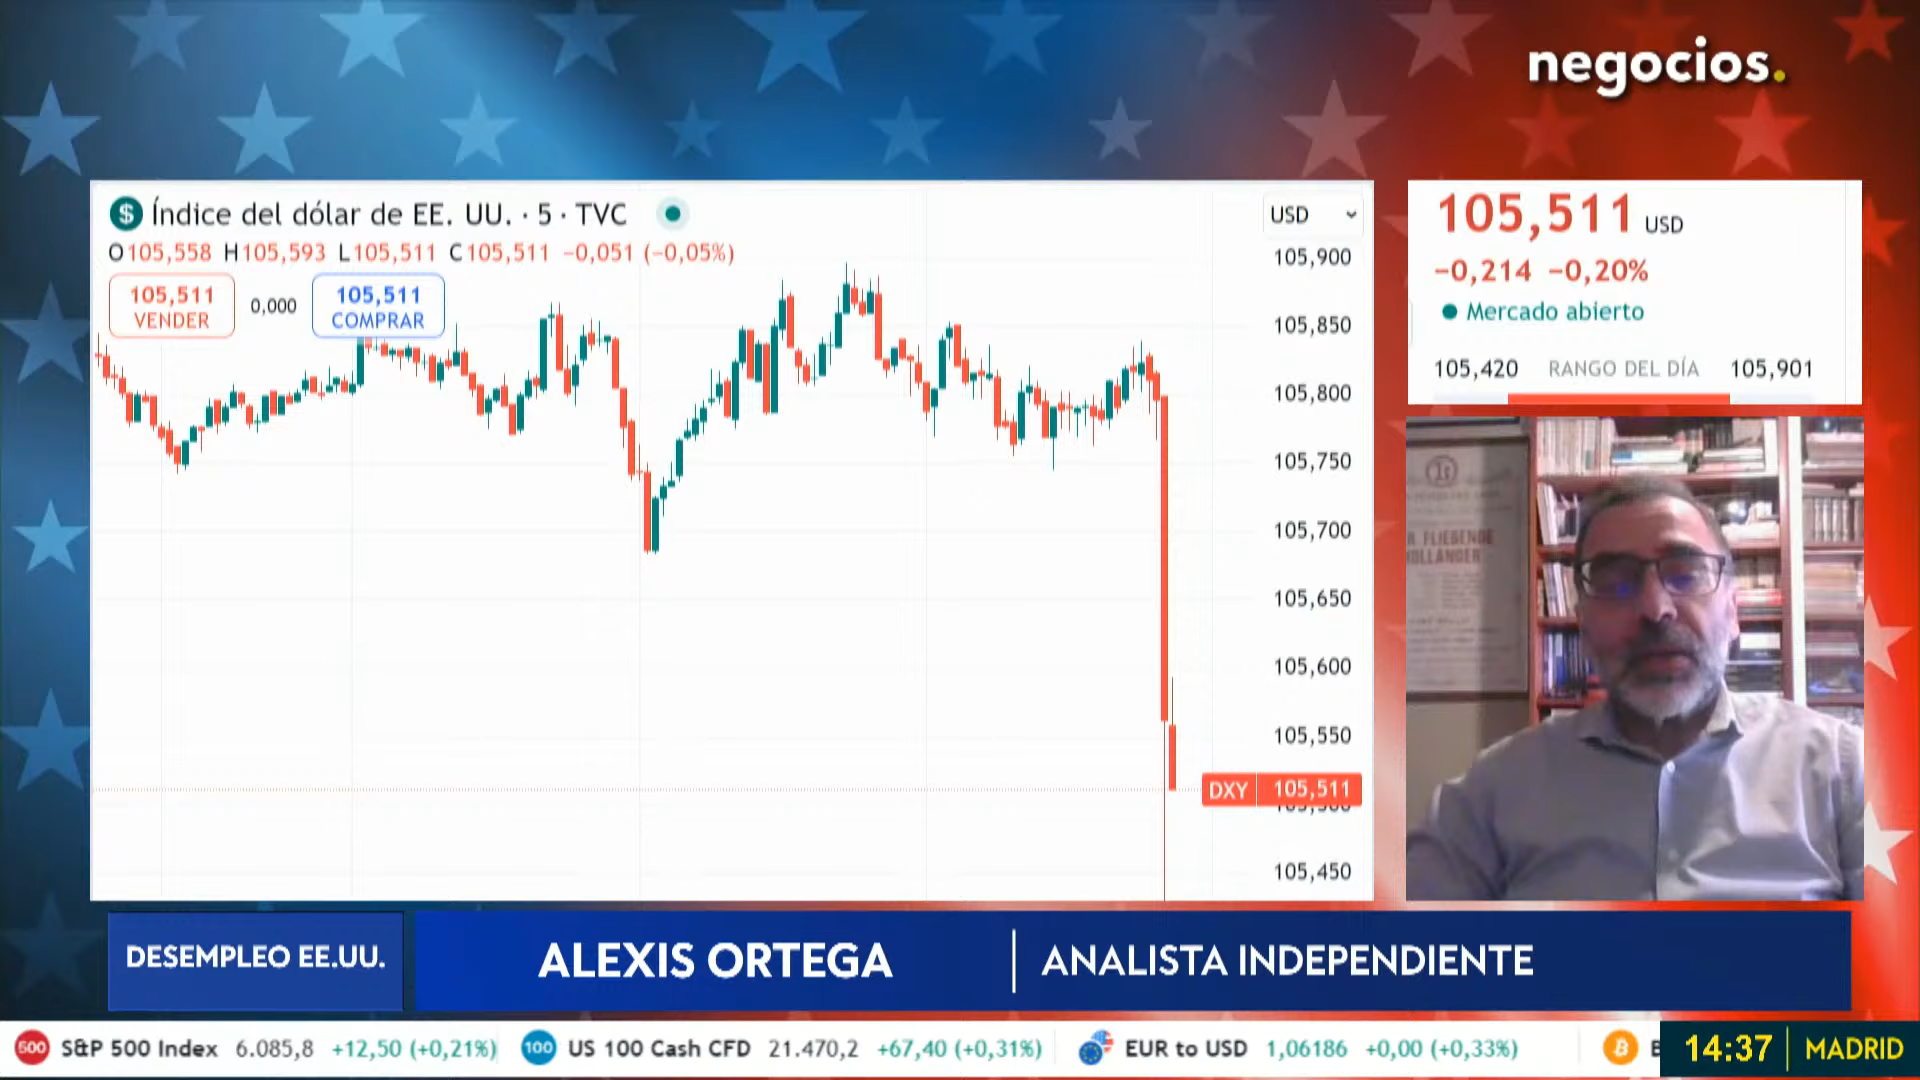 negocios.
Índice del dólar de EE. UU. · 5 · TVC
O105,558 H105,593 L105,511 C105,511 −0,051 (−0,05%)
105,511
VENDER
0,000
105,511
COMPRAR
USD
105,900
105,850
105,800
105,750
105,700
105,650
105,600
105,550
DXY 105,511
105,450
105,511 USD
−0,214 −0,20%
Mercado abierto
105,420 RANGO DEL DÍA 105,901
FLIEGENDE
HOLLANDER
DESEMPLEO EE.UU.
ALEXIS ORTEGA
ANALISTA INDEPENDIENTE
500 S&P 500 Index 6.085,8 +12,50 (+0,21%)
100 US 100 Cash CFD 21.470,2 +67,40 (+0,31%)
EUR to USD 1,06186 +0,00 (+0,33%)
14:37 MADRID